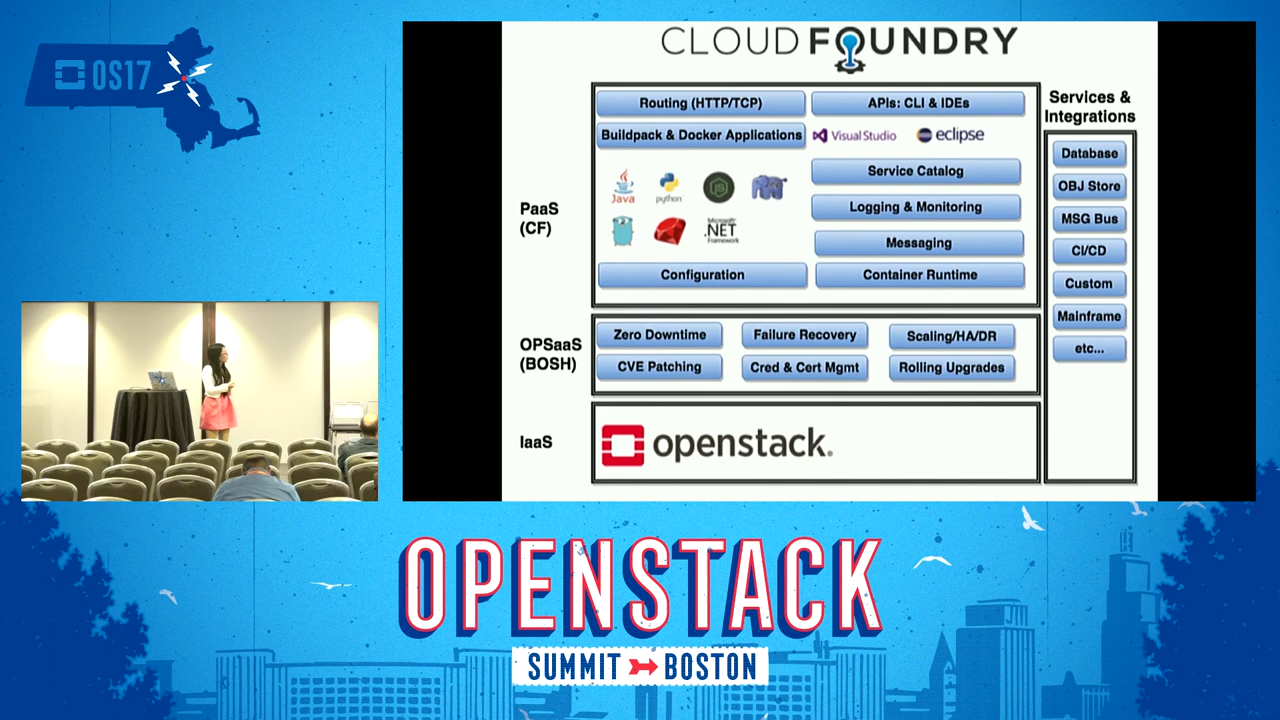 OS17
CLOUD FOUNDRY
Routing (HTTP/TCP)
APIs: CLI & IDEs
Buildpack & Docker Applications
Visual Studio
eclipse
Java
python
JS
Microsoft
.NET
Framework
Service Catalog
Logging & Monitoring
Messaging
Configuration
Container Runtime
PaaS
(CF)
Services &
Integrations
Database
OBJ Store
MSG Bus
CI/CD
Custom
Mainframe
etc...
OPSaaS
(BOSH)
Zero Downtime
Failure Recovery
Scaling/HA/DR
CVE Patching
Cred & Cert Mgmt
Rolling Upgrades
IaaS
openstack.
OPENSTACK
SUMMIT BOSTON